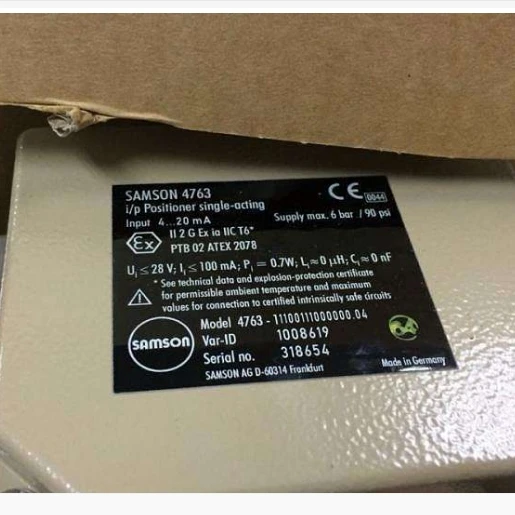 SAMSON 4763
i/p Positioner single-acting
CE 0044
Input 4...20 mA
Supply max. 6 bar / 90 psi
Ex II 2 G Ex ia IIC T6*
PTB 02 ATEX 2078
Ui ≤ 28 V; Ii ≤ 100 mA; Pi = 0.7W; Li ≈ 0 µH; Ci ≈ 0 nF
* See technical data and explosion-protection certificate
for permissible ambient temperature and maximum
values for connection to certified intrinsically safe circuits
SAMSON
Model 4763 - 11100111000000.04
Var-ID 1008619
Serial no. 318654
SAMSON AG D-60314 Frankfurt
Made in Germany